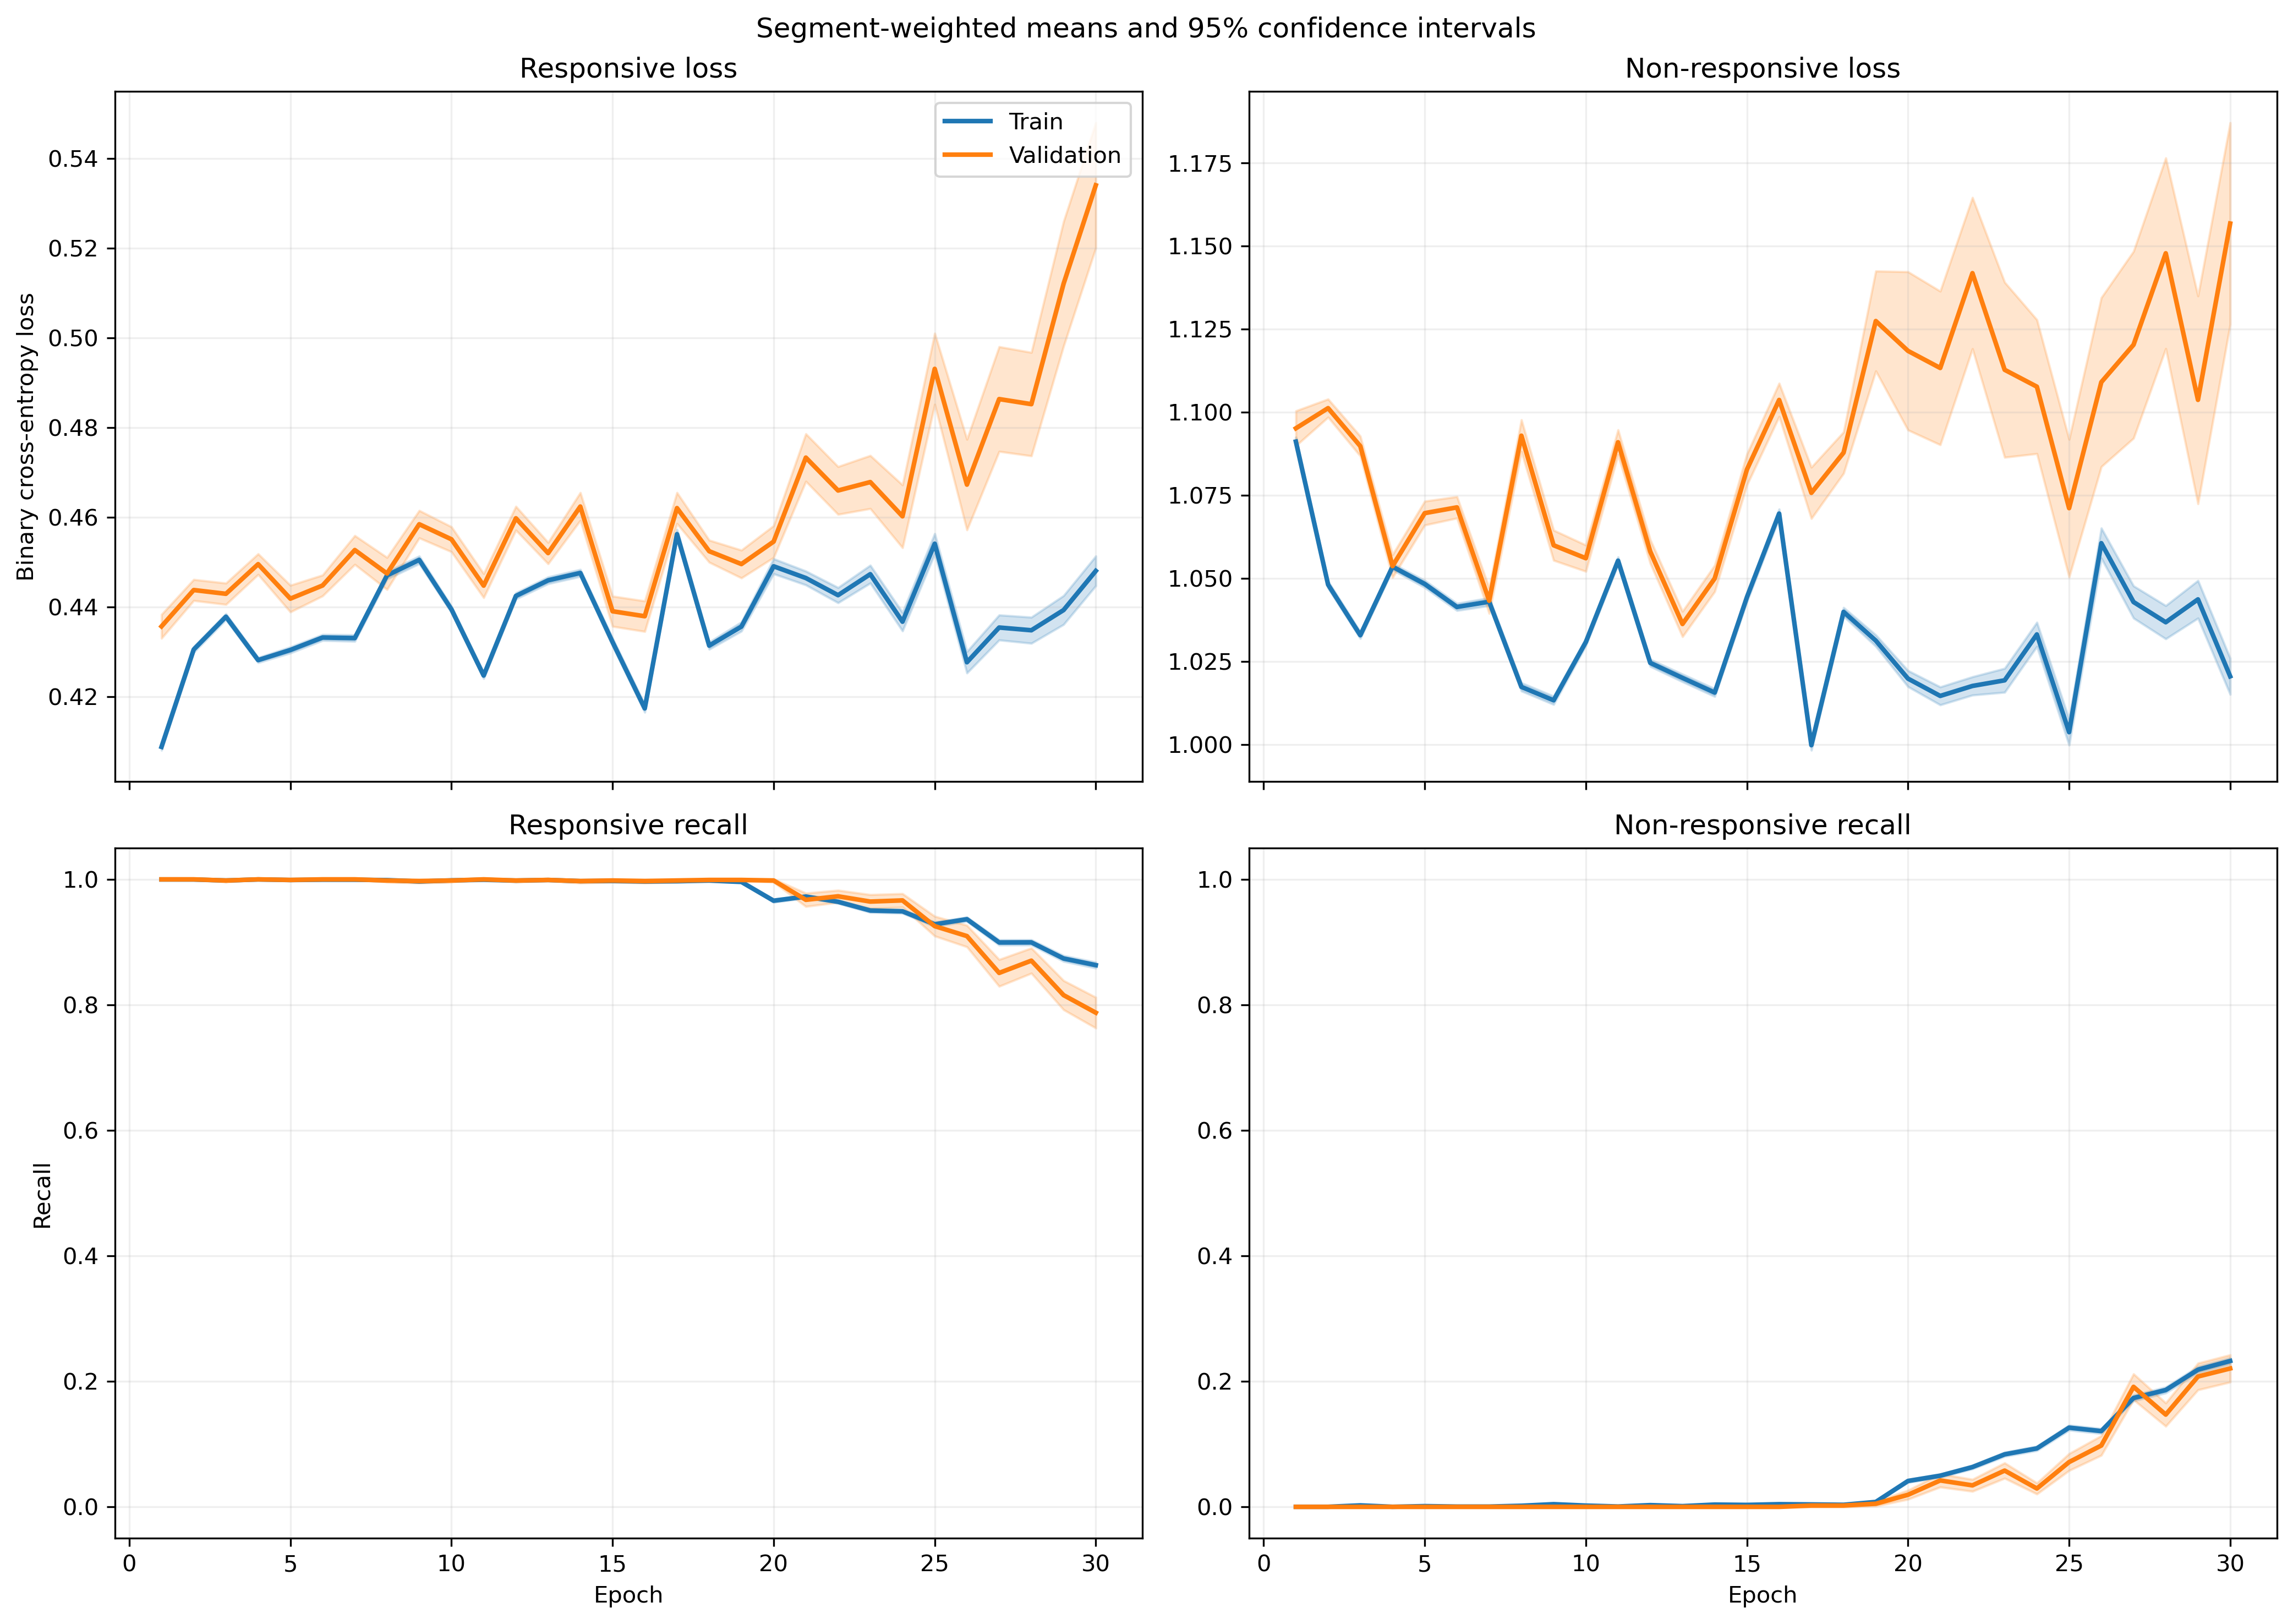 Segment-weighted means and 95% confidence intervals
Responsive loss
Non-responsive loss
Train
Validation
Binary cross-entropy loss
0.54
0.52
0.50
0.48
0.46
0.44
0.42
1.175
1.150
1.125
1.100
1.075
1.050
1.025
1.000
Responsive recall
Non-responsive recall
Recall
1.0
0.8
0.6
0.4
0.2
0.0
1.0
0.8
0.6
0.4
0.2
0.0
0 5 10 15 20 25 30
0 5 10 15 20 25 30
Epoch
Epoch